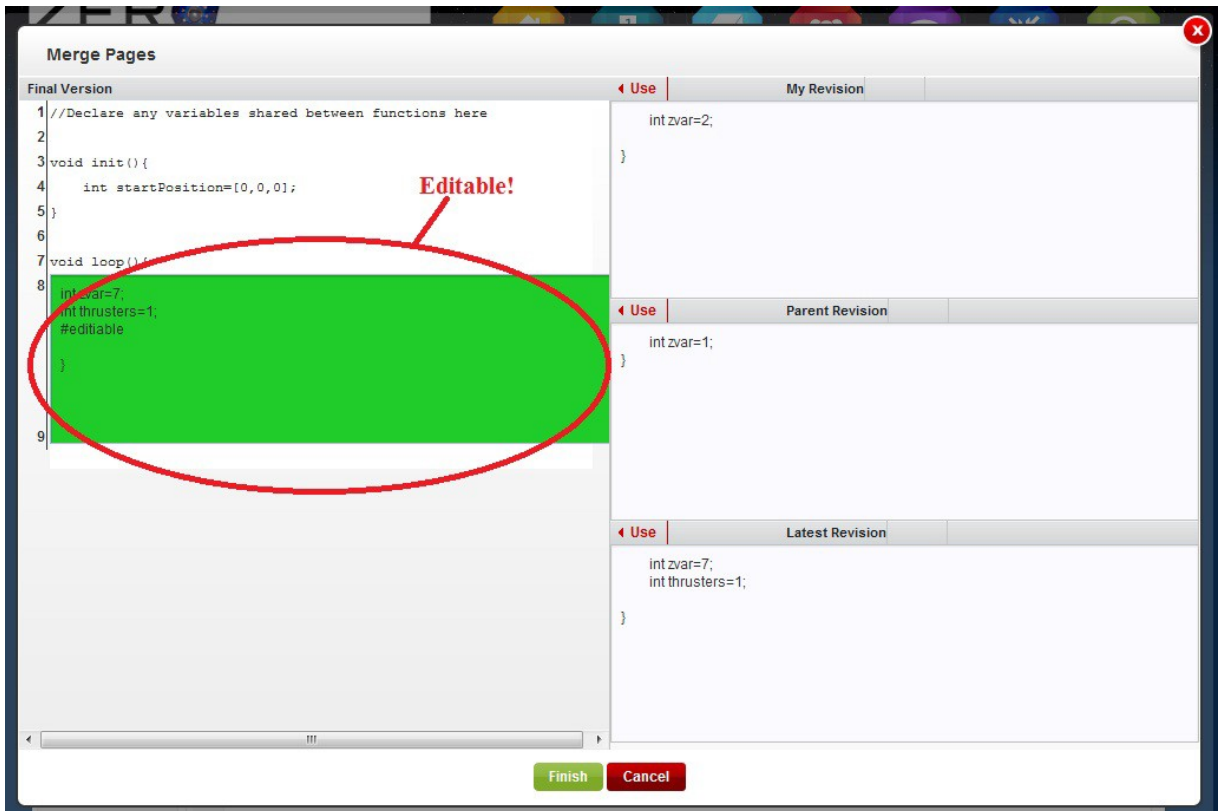 Merge Pages
Final Version
1 //Declare any variables shared between functions here
2
3 void init(){
4 int startPosition=[0,0,0];
5 }
6
7 void loop(){
8
int zvar=7;
int thrusters=1;
#editiable
}
9
Editable!
Use My Revision
int zvar=2;
}
Use Parent Revision
int zvar=1;
}
Use Latest Revision
int zvar=7;
int thrusters=1;
}
Finish Cancel